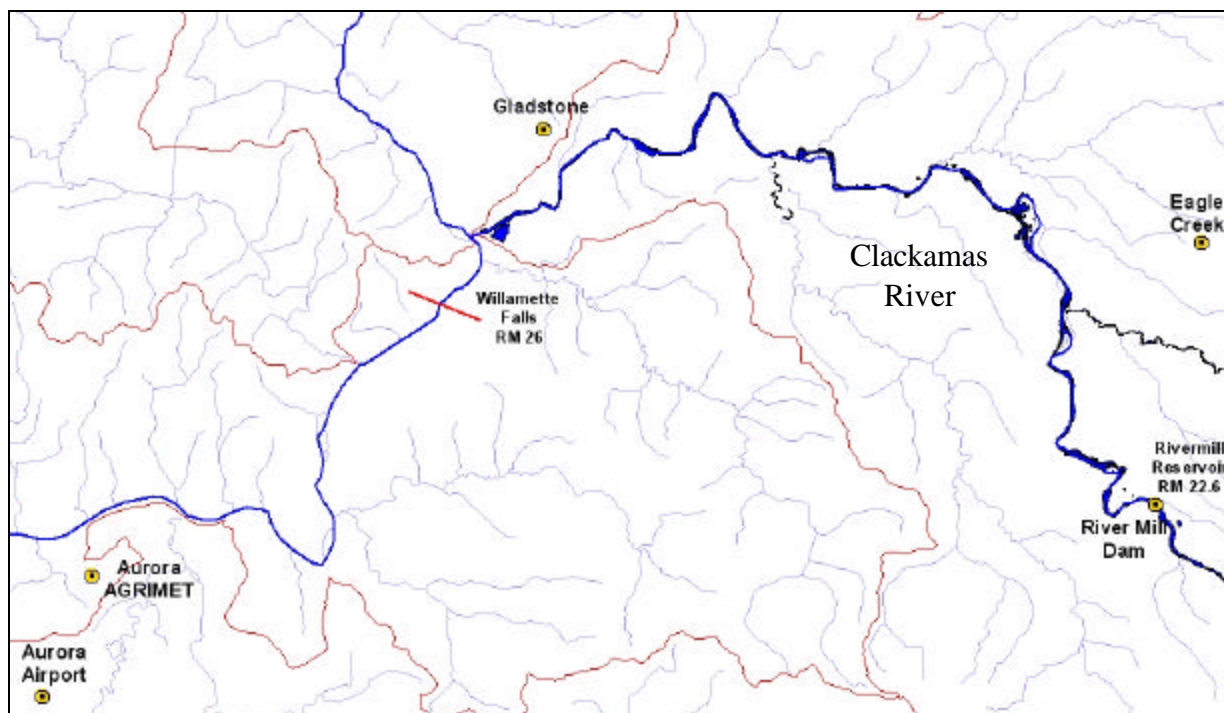 Gladstone
Eagle
Creek
Clackamas
River
Willamette
Falls
RM 26
Rivermill
Reservoir
RM 22.6
River Mill
Dam
Aurora
AGRIMET
Aurora
Airport